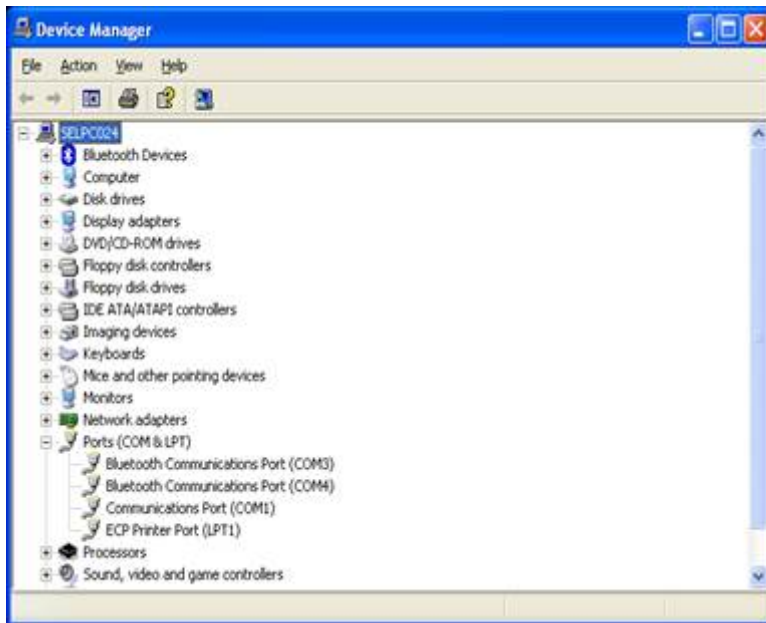 Device Manager
File Action View Help
SELPC024
Bluetooth Devices
Computer
Disk drives
Display adapters
DVD/CD-ROM drives
Floppy disk controllers
Floppy disk drives
IDE ATA/ATAPI controllers
Imaging devices
Keyboards
Mice and other pointing devices
Monitors
Network adapters
Ports (COM & LPT)
Bluetooth Communications Port (COM3)
Bluetooth Communications Port (COM4)
Communications Port (COM1)
ECP Printer Port (LPT1)
Processors
Sound, video and game controllers